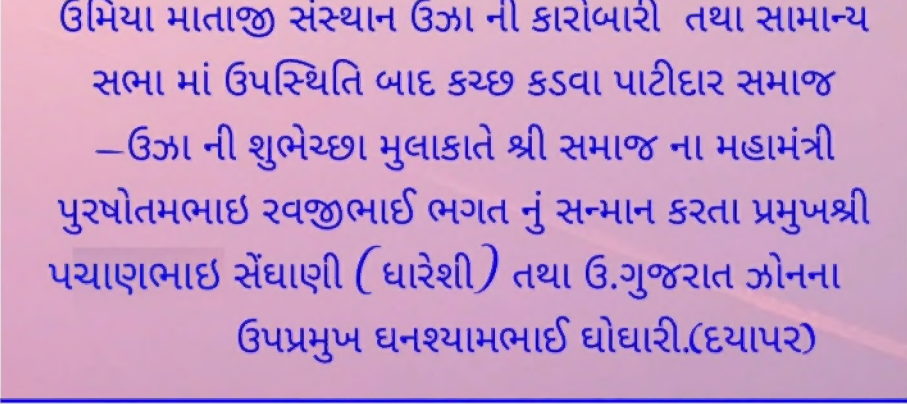 ઉમિયા માતાજી સંસ્થાન ઉઝા ની કારોબારી તથા સામાન્ય
સભા માં ઉપસ્થિતિ બાદ કચ્છ કડવા પાટીદાર સમાજ
–ઉઝા ની શુભેચ્છા મુલાકાતે શ્રી સમાજ ના મહામંત્રી
પુરષોતમભાઇ રવજીભાઈ ભગત નું સન્માન કરતા પ્રમુખશ્રી
પચાણભાઇ સેંઘાણી (ધારેશી) તથા ઉ.ગુજરાત ઝોનના
ઉપપ્રમુખ ઘનશ્યામભાઈ ઘોઘારી.(દયાપર)